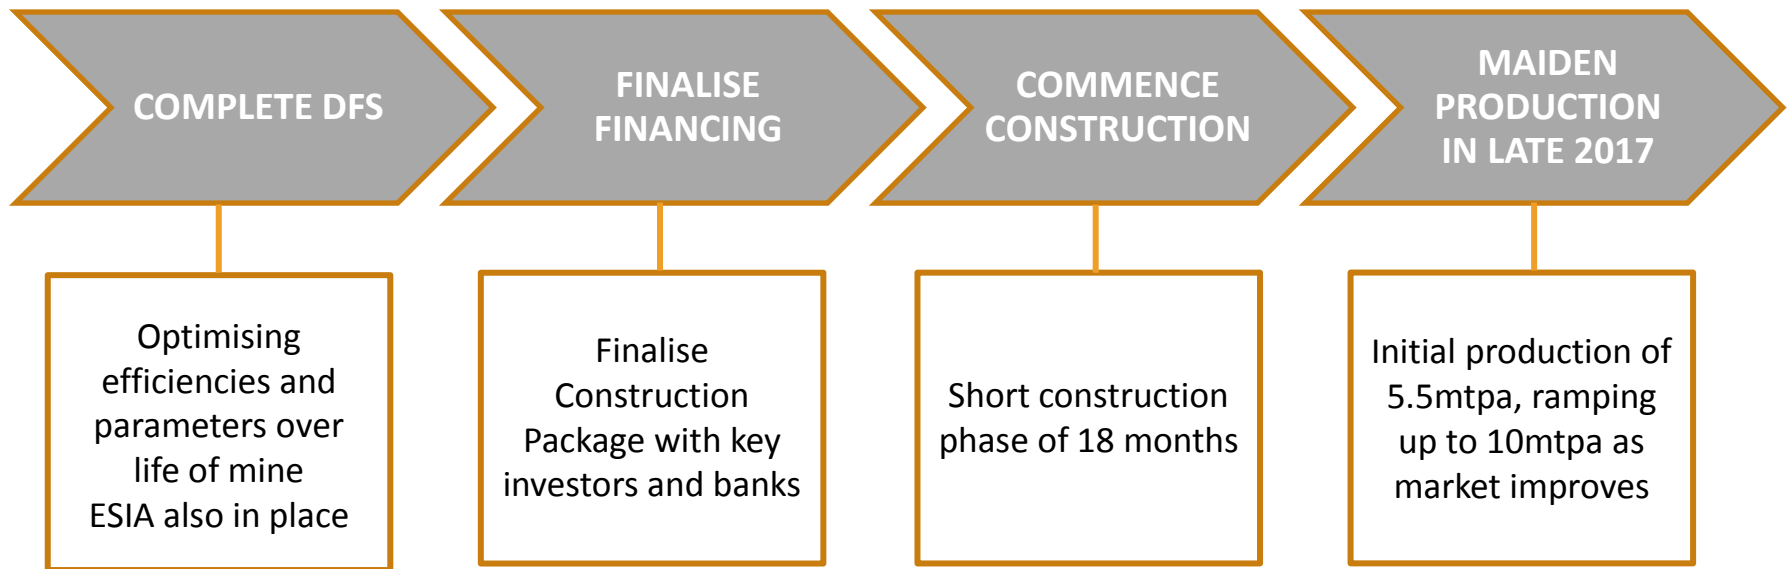 COMPLETE DFS
FINALISE
FINANCING
COMMENCE
CONSTRUCTION
MAIDEN
PRODUCTION
IN LATE 2017
Optimising
efficiencies and
parameters over
life of mine
ESIA also in place
Finalise
Construction
Package with key
investors and banks
Short construction
phase of 18 months
Initial production of
5.5mtpa, ramping
up to 10mtpa as
market improves